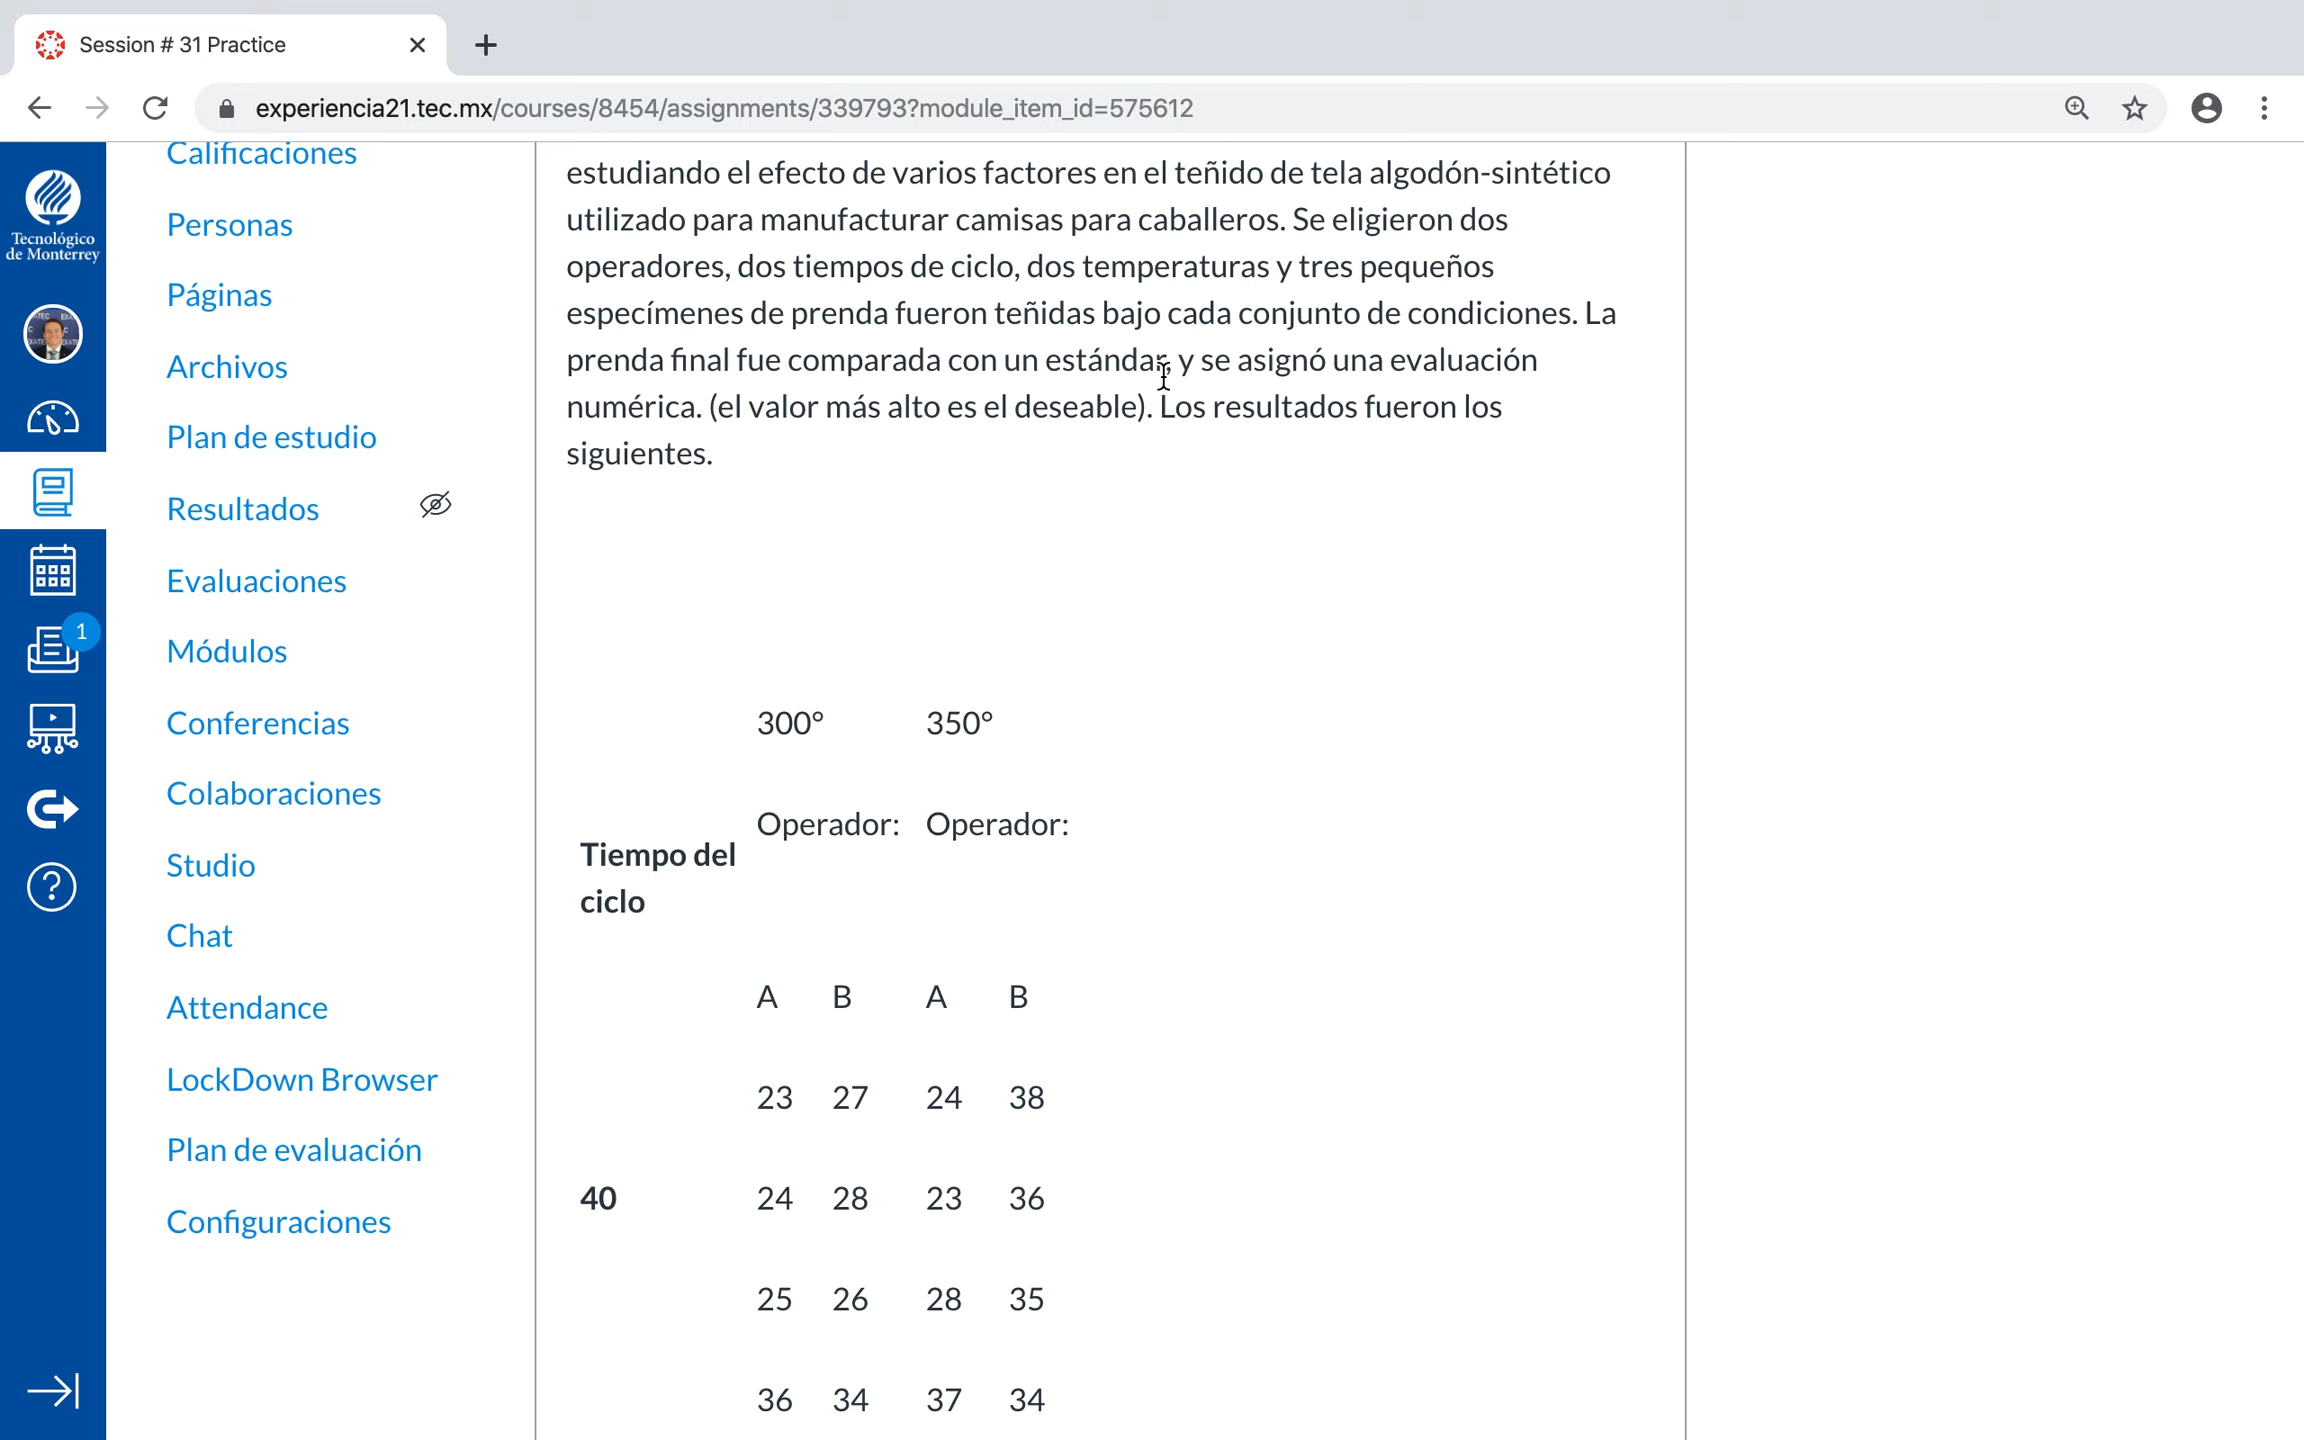 Session # 31 Practice
experiencia21.tec.mx/courses/8454/assignments/339793?module_item_id=575612
Tecnológico
de Monterrey
1
Calificaciones
Personas
Páginas
Archivos
Plan de estudio
Resultados
Evaluaciones
Módulos
Conferencias
Colaboraciones
Studio
Chat
Attendance
LockDown Browser
Plan de evaluación
Configuraciones
estudiando el efecto de varios factores en el teñido de tela algodón-sintético
utilizado para manufacturar camisas para caballeros. Se eligieron dos
operadores, dos tiempos de ciclo, dos temperaturas y tres pequeños
especímenes de prenda fueron teñidas bajo cada conjunto de condiciones. La
prenda final fue comparada con un estándar, y se asignó una evaluación
numérica. (el valor más alto es el deseable). Los resultados fueron los
siguientes.
300° 350°
Operador: Operador:
Tiempo del
ciclo
A B A B
23 27 24 38
40 24 28 23 36
25 26 28 35
36 34 37 34